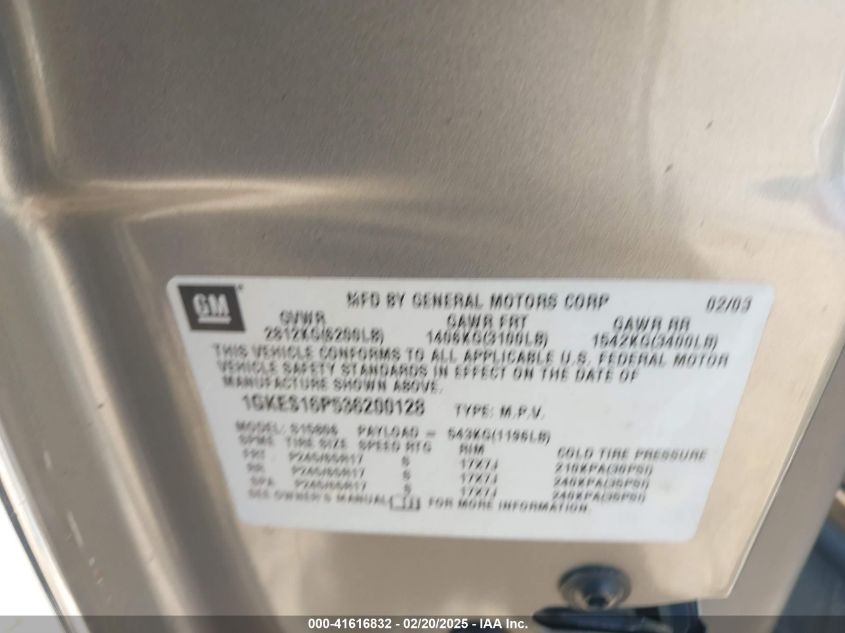 GM
MFD BY GENERAL MOTORS CORP 02/03
GVWR GAWR FRT GAWR RR
2812KG(6200LB) 1406KG(3100LB) 1542KG(3400LB)
THIS VEHICLE CONFORMS TO ALL APPLICABLE U.S. FEDERAL MOTOR
VEHICLE SAFETY STANDARDS IN EFFECT ON THE DATE OF
MANUFACTURE SHOWN ABOVE.
1GKES16P536200128 TYPE: M.P.V.
MODEL: PAYLOAD = 543KG(1196LB)
SPMS TIRE SIZE SPEED RTG RIM COLD TIRE PRESSURE
FRT P245/65R17 S 17X7J
RR P245/65R17 S 17X7J
SPA P245/65R17 S 17X7J
SEE OWNER'S MANUAL FOR MORE INFORMATION.
000-41616832 - 02/20/2025 - IAA Inc.